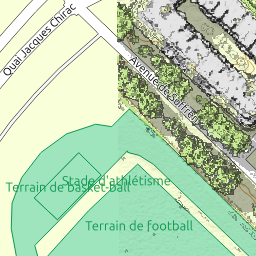 Quai Jacques Chirac
Avenue de Suffren
Stade d'athlétisme
Terrain de basket-ball
Terrain de football